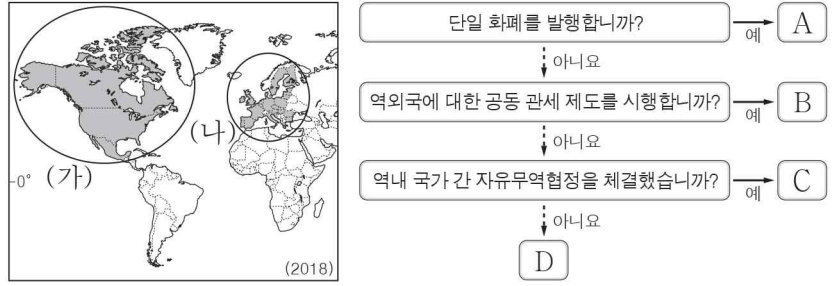 (가)
(나)
0°
(2018)
단일 화폐를 발행합니까?
예
A
아니요
역외국에 대한 공동 관세 제도를 시행합니까?
예
B
아니요
역내 국가 간 자유무역협정을 체결했습니까?
예
C
아니요
D